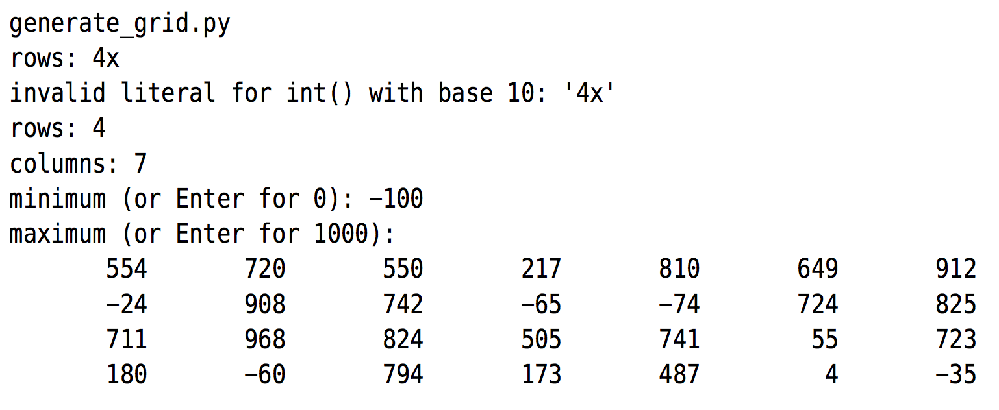 generate_grid.py
rows: 4x
invalid literal for int() with base 10: '4x'
rows: 4
columns: 7
minimum (or Enter for 0): −100
maximum (or Enter for 1000):
554 720 550 217 810 649 912
−24 908 742 −65 −74 724 825
711 968 824 505 741 55 723
180 −60 794 173 487 4 −35